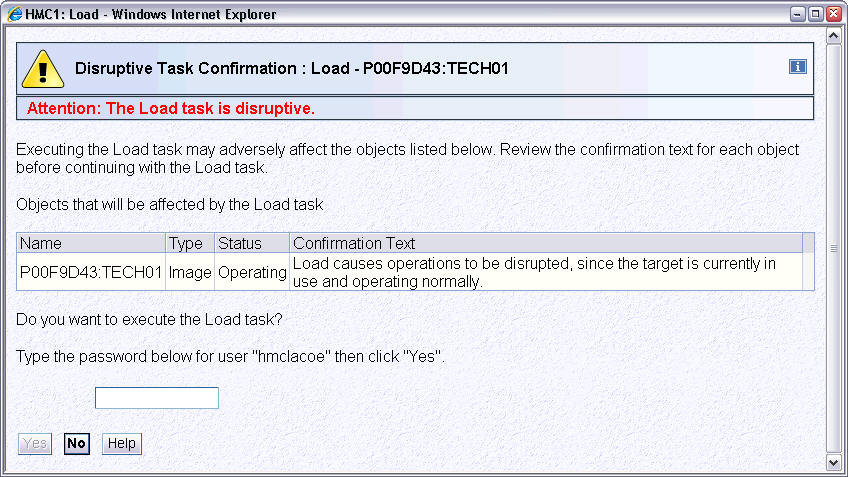 HMC1: Load - Windows Internet Explorer
Disruptive Task Confirmation : Load - P00F9D43:TECH01
Attention: The Load task is disruptive.
Executing the Load task may adversely affect the objects listed below. Review the confirmation text for each object
before continuing with the Load task.
Objects that will be affected by the Load task
Name Type Status Confirmation Text
P00F9D43:TECH01 Image Operating Load causes operations to be disrupted, since the target is currently in
use and operating normally.
Do you want to execute the Load task?
Type the password below for user "hmclacoe" then click "Yes".
Yes No Help